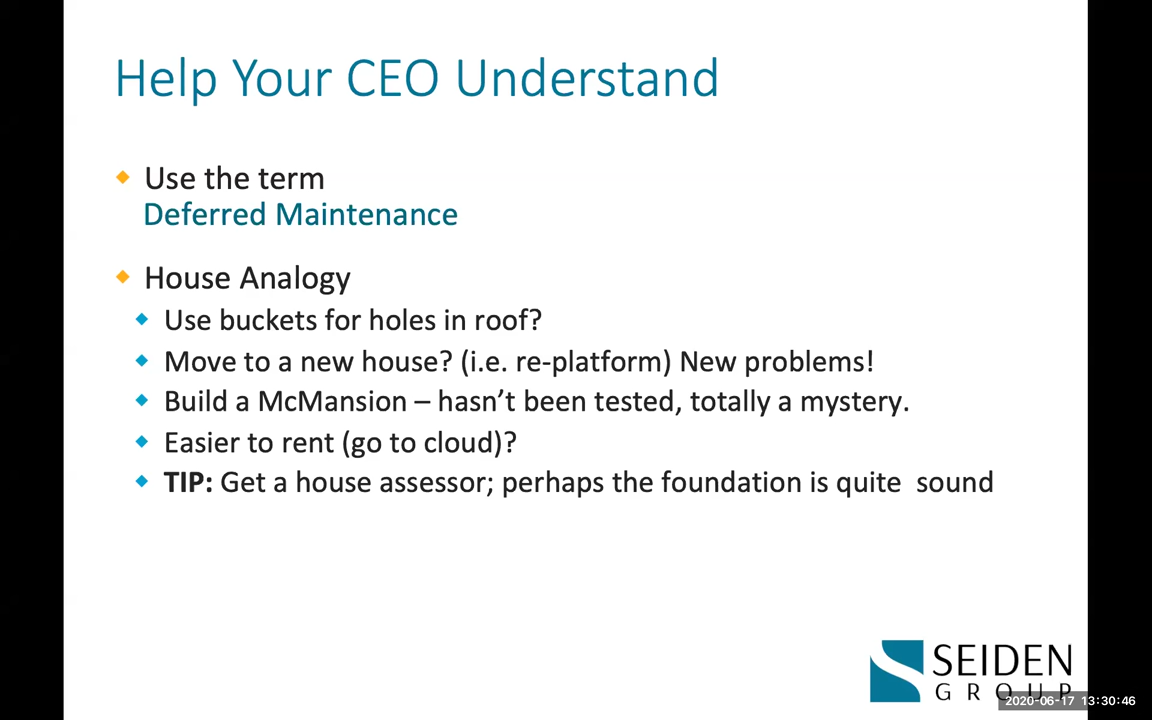 Help Your CEO Understand
Use the term
Deferred Maintenance
House Analogy
Use buckets for holes in roof?
Move to a new house? (i.e. re-platform) New problems!
Build a McMansion – hasn’t been tested, totally a mystery.
Easier to rent (go to cloud)?
TIP: Get a house assessor; perhaps the foundation is quite  sound
SEIDEN
GROUP
2020-06-17 13:30:46